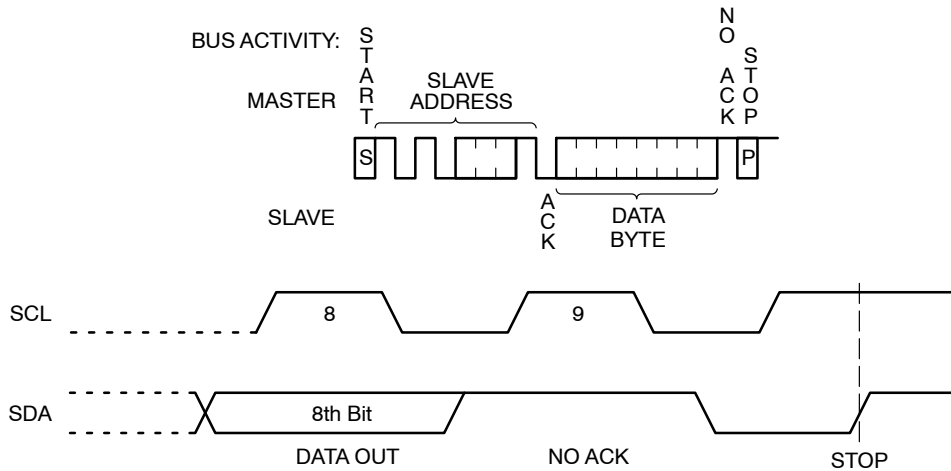 BUS ACTIVITY:
MASTER
START
SLAVE
ADDRESS
NO ACK
STOP
S
P
SLAVE
ACK
DATA
BYTE
SCL
8
9
SDA
8th Bit
DATA OUT
NO ACK
STOP